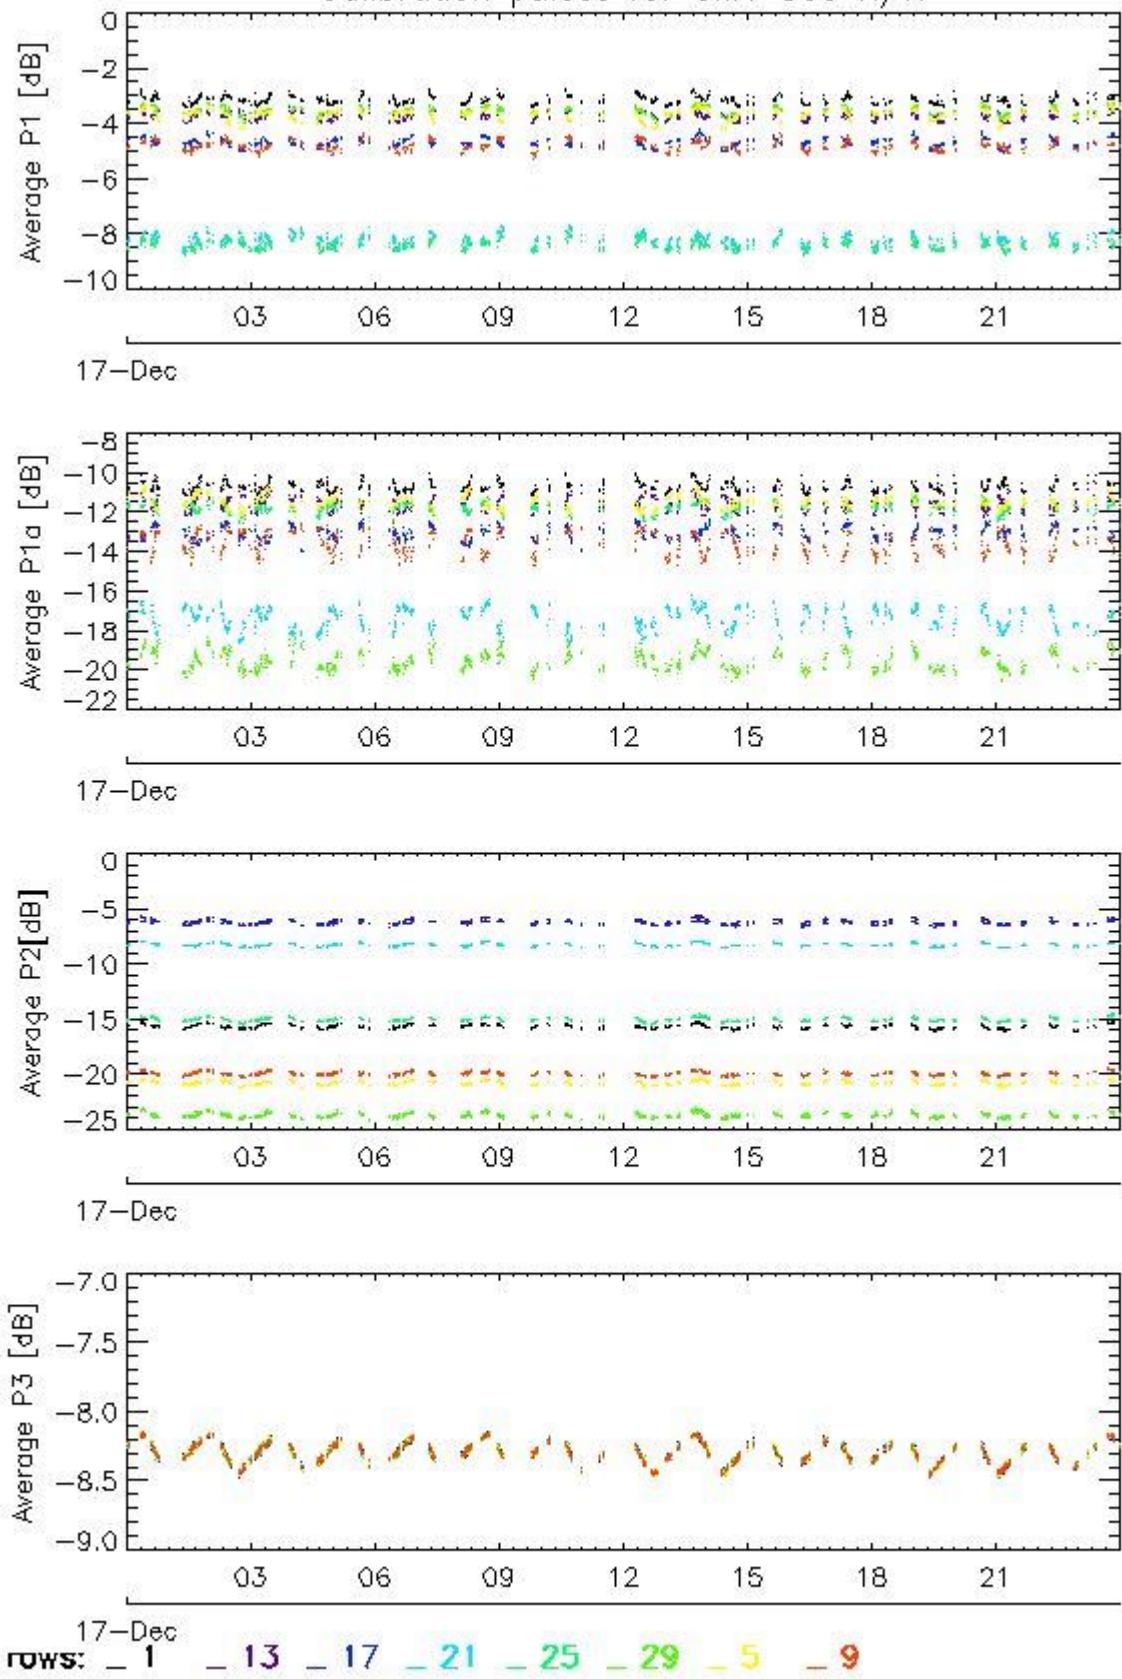 0
-2
-4
-6
-8
-10
Average P1 [dB]
03 06 09 12 15 18 21
17-Dec
-8
-10
-12
-14
-16
-18
-20
-22
Average P1a [dB]
03 06 09 12 15 18 21
17-Dec
0
-5
-10
-15
-20
-25
Average P2[dB]
03 06 09 12 15 18 21
17-Dec
-7.0
-7.5
-8.0
-8.5
-9.0
Average P3 [dB]
03 06 09 12 15 18 21
17-Dec
rows: _ 1 _ 13 _ 17 _ 21 _ 25 _ 29 _ 5 _ 9